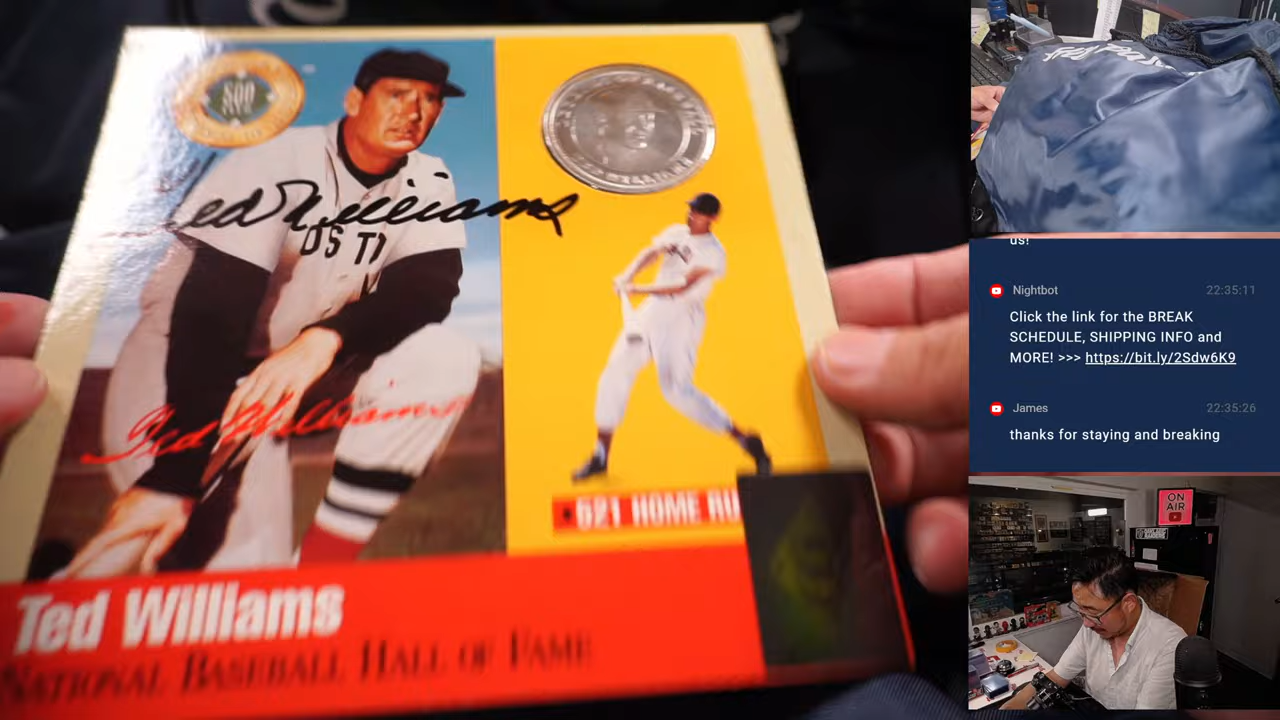 500
Ted Williams
OSTON
Ted Williams
521 HOME RU
Ted Williams
NATIONAL BASEBALL HALL OF FAME
us!
Nightbot 22:35:11
Click the link for the BREAK
SCHEDULE, SHIPPING INFO and
MORE! >>> https://bit.ly/2Sdw6K9
James 22:35:26
thanks for staying and breaking
ON
AIR